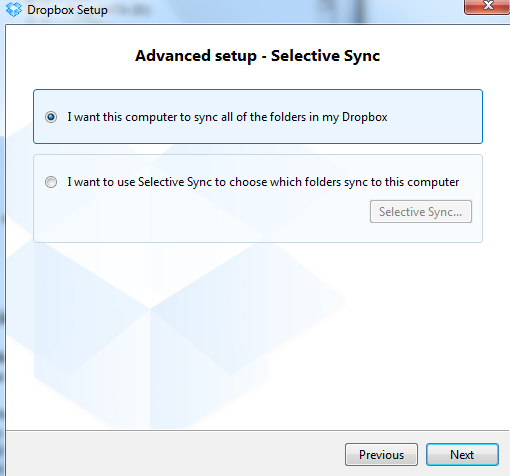 Dropbox Setup
Advanced setup - Selective Sync
I want this computer to sync all of the folders in my Dropbox
I want to use Selective Sync to choose which folders sync to this computer
Selective Sync...
Previous
Next